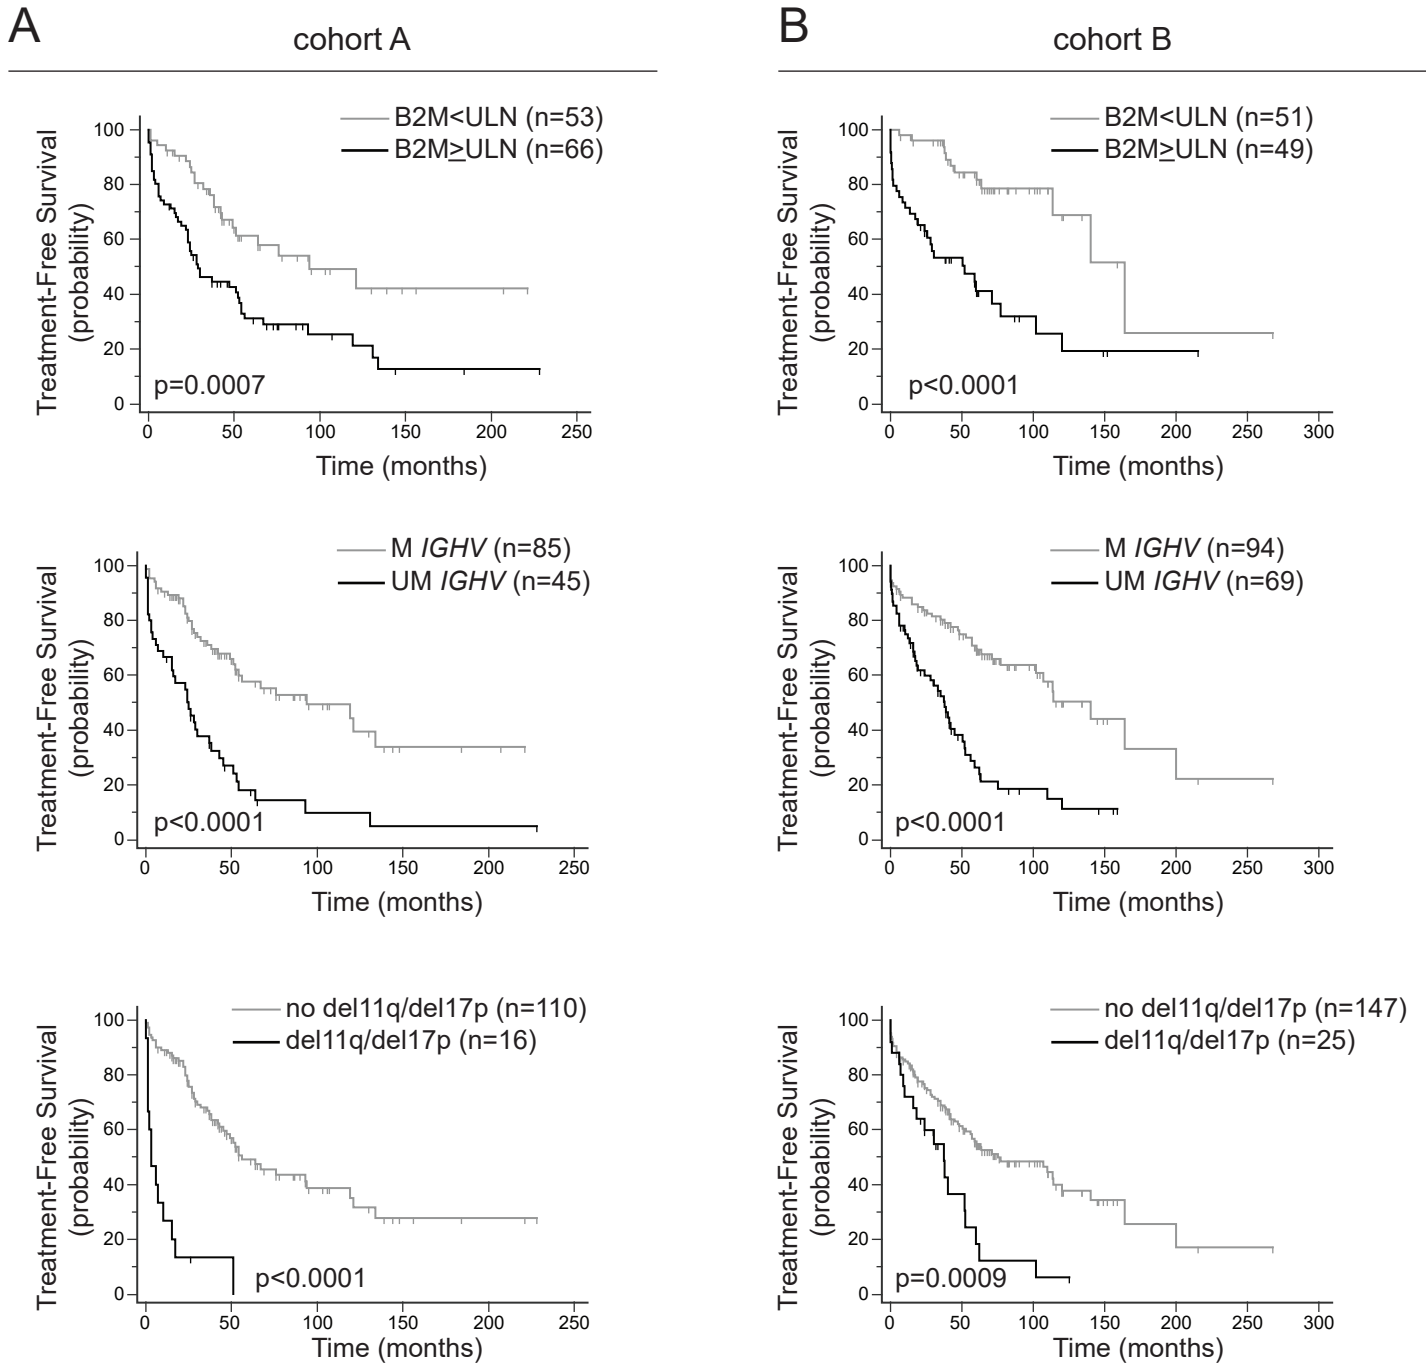 A
cohort A
B2M<ULN (n=53)
B2M≥ULN (n=66)
Treatment-Free Survival
(probability)
100
80
60
40
20
0
p=0.0007
0 50 100 150 200 250
Time (months)
M IGHV (n=85)
UM IGHV (n=45)
Treatment-Free Survival
(probability)
100
80
60
40
20
0
p<0.0001
0 50 100 150 200 250
Time (months)
no del11q/del17p (n=110)
del11q/del17p (n=16)
Treatment-Free Survival
(probability)
100
80
60
40
20
0
p<0.0001
0 50 100 150 200 250
Time (months)
B
cohort B
B2M<ULN (n=51)
B2M≥ULN (n=49)
Treatment-Free Survival
(probability)
100
80
60
40
20
0
p<0.0001
0 50 100 150 200 250 300
Time (months)
M IGHV (n=94)
UM IGHV (n=69)
Treatment-Free Survival
(probability)
100
80
60
40
20
0
p<0.0001
0 50 100 150 200 250 300
Time (months)
no del11q/del17p (n=147)
del11q/del17p (n=25)
Treatment-Free Survival
(probability)
100
80
60
40
20
0
p=0.0009
0 50 100 150 200 250 300
Time (months)